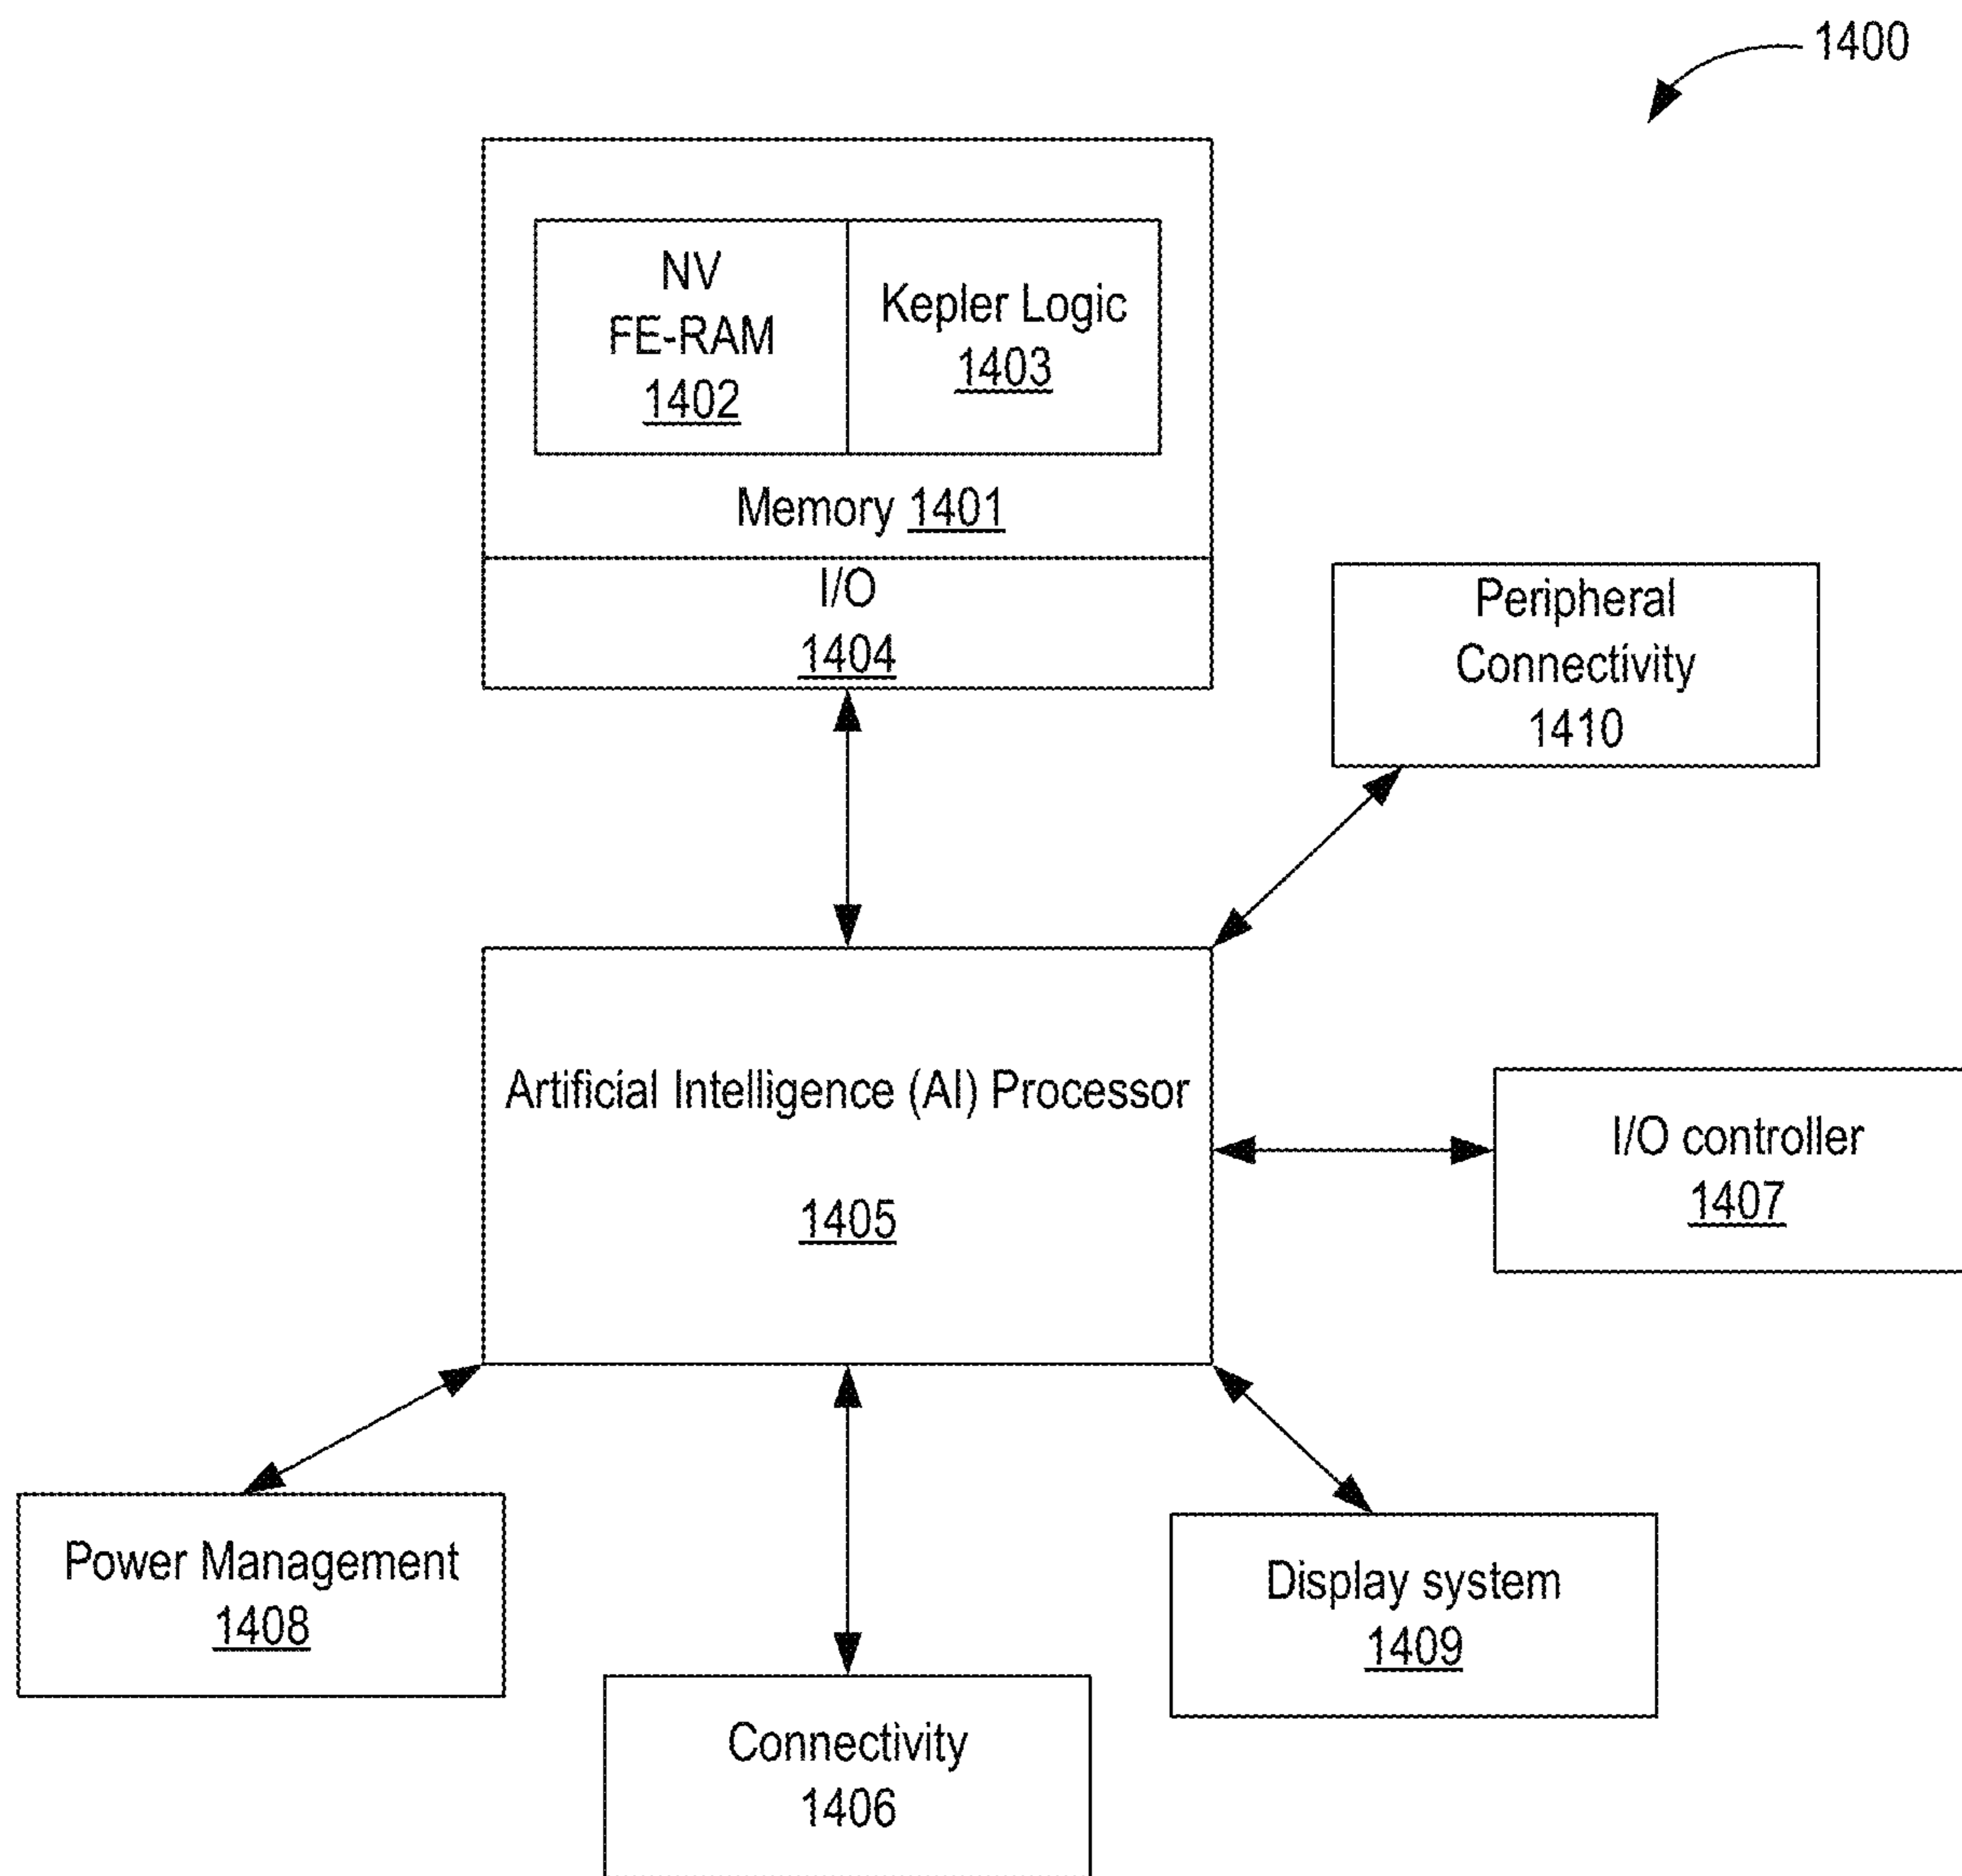 1400
NV
FE-RAM
1402
Kepler Logic
1403
Memory 1401
I/O
1404
Peripheral
Connectivity
1410
Artificial Intelligence (AI) Processor
1405
I/O controller
1407
Power Management
1408
Display system
1409
Connectivity
1406